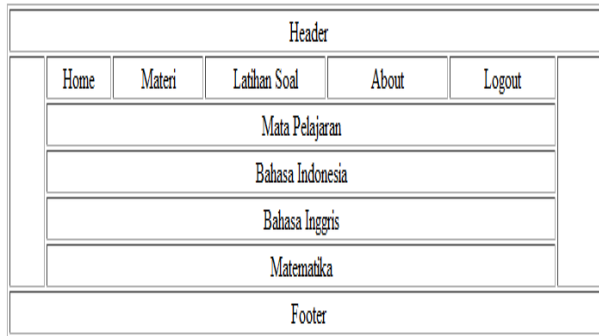 Header
Home Materi Latihan Soal About Logout
Mata Pelajaran
Bahasa Indonesia
Bahasa Inggris
Matematika
Footer